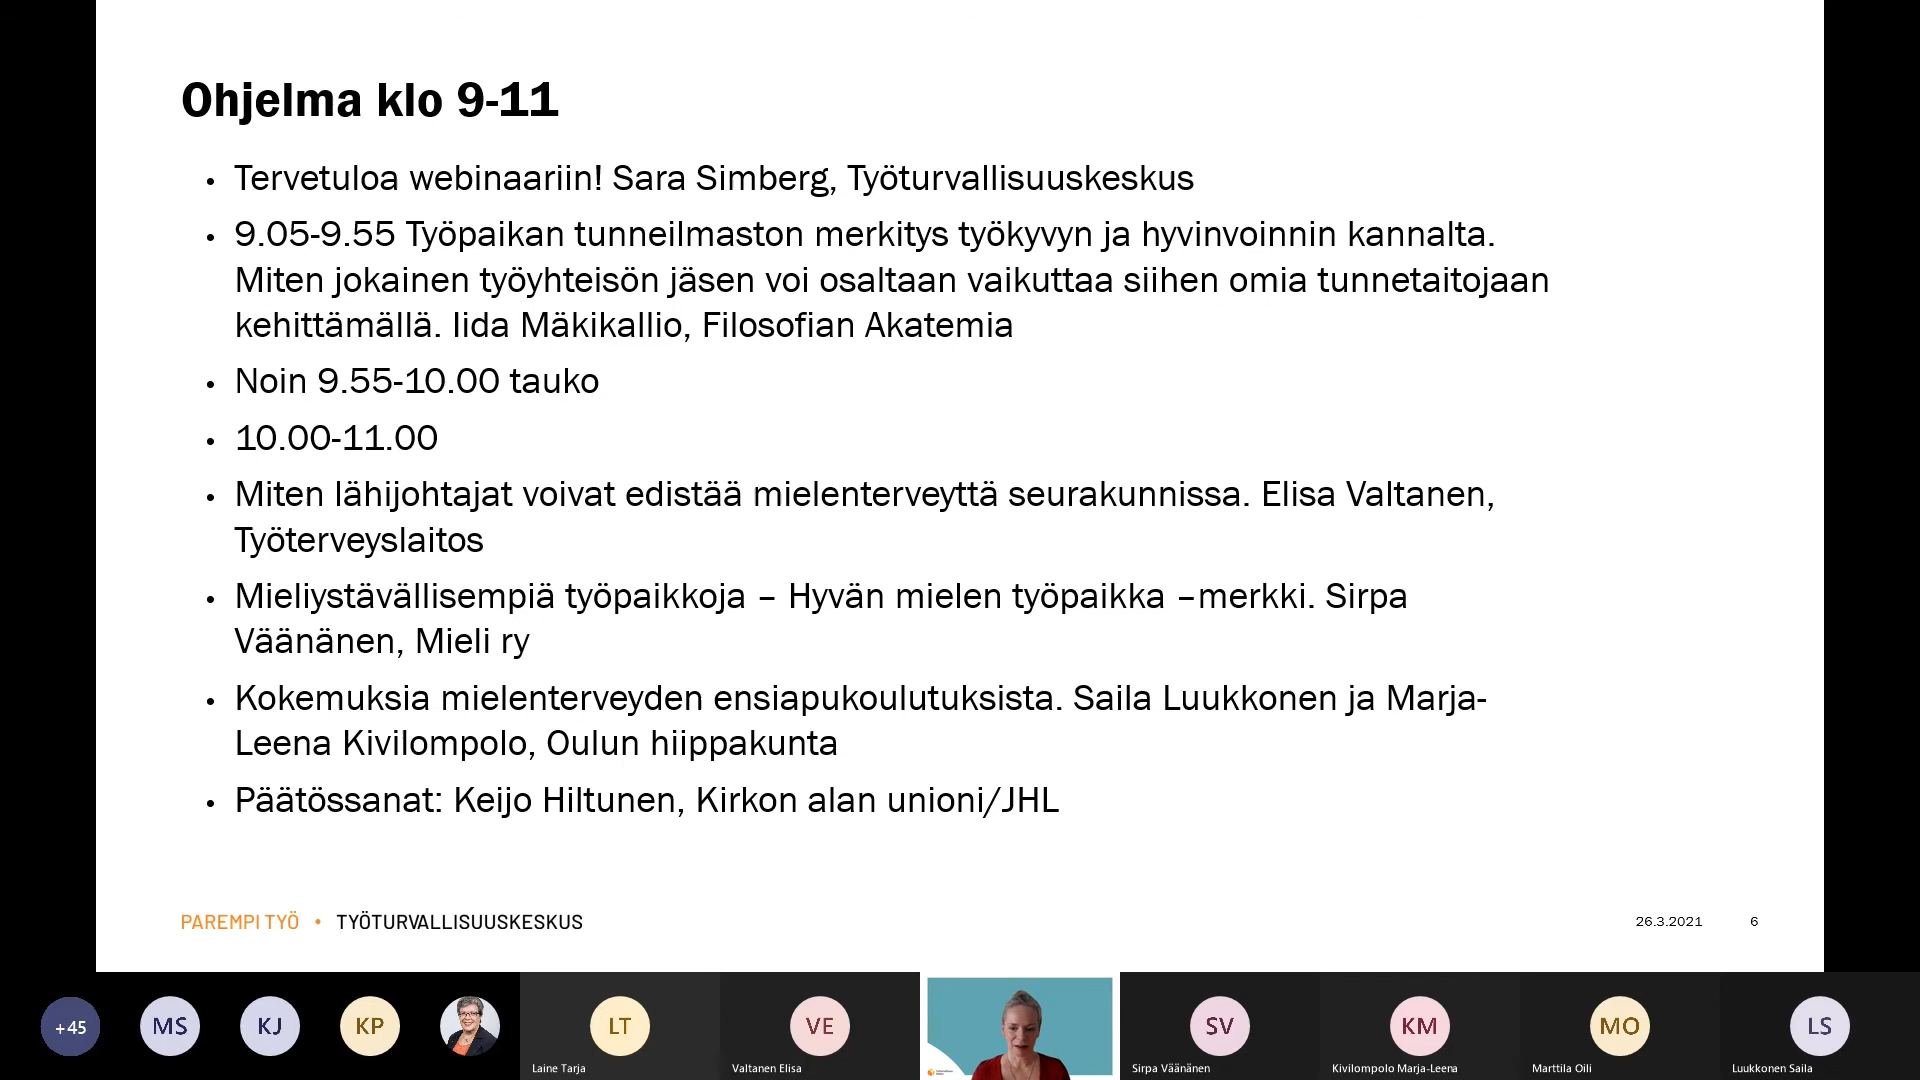 Ohjelma klo 9-11
• Tervetuloa webinaariin! Sara Simberg, Työturvallisuuskeskus
• 9.05-9.55 Työpaikan tunneilmaston merkitys työkyvyn ja hyvinvoinnin kannalta.
Miten jokainen työyhteisön jäsen voi osaltaan vaikuttaa siihen omia tunnetaitojaan
kehittämällä. Iida Mäkikallio, Filosofian Akatemia
• Noin 9.55-10.00 tauko
• 10.00-11.00
• Miten lähijohtajat voivat edistää mielenterveyttä seurakunnissa. Elisa Valtanen,
Työterveyslaitos
• Mieliystävällisempiä työpaikkoja – Hyvän mielen työpaikka –merkki. Sirpa
Väänänen, Mieli ry
• Kokemuksia mielenterveyden ensiapukoulutuksista. Saila Luukkonen ja Marja-
Leena Kivilompolo, Oulun hiippakunta
• Päätössanat: Keijo Hiltunen, Kirkon alan unioni/JHL
PAREMPI TYÖ • TYÖTURVALLISUUSKESKUS
26.3.2021 6
+45 MS KJ KP LT VE SV KM MO LS
Laine Tarja Valtanen Elisa Sirpa Väänänen Kivilompolo Marja-Leena Marttila Oili Luukkonen Saila